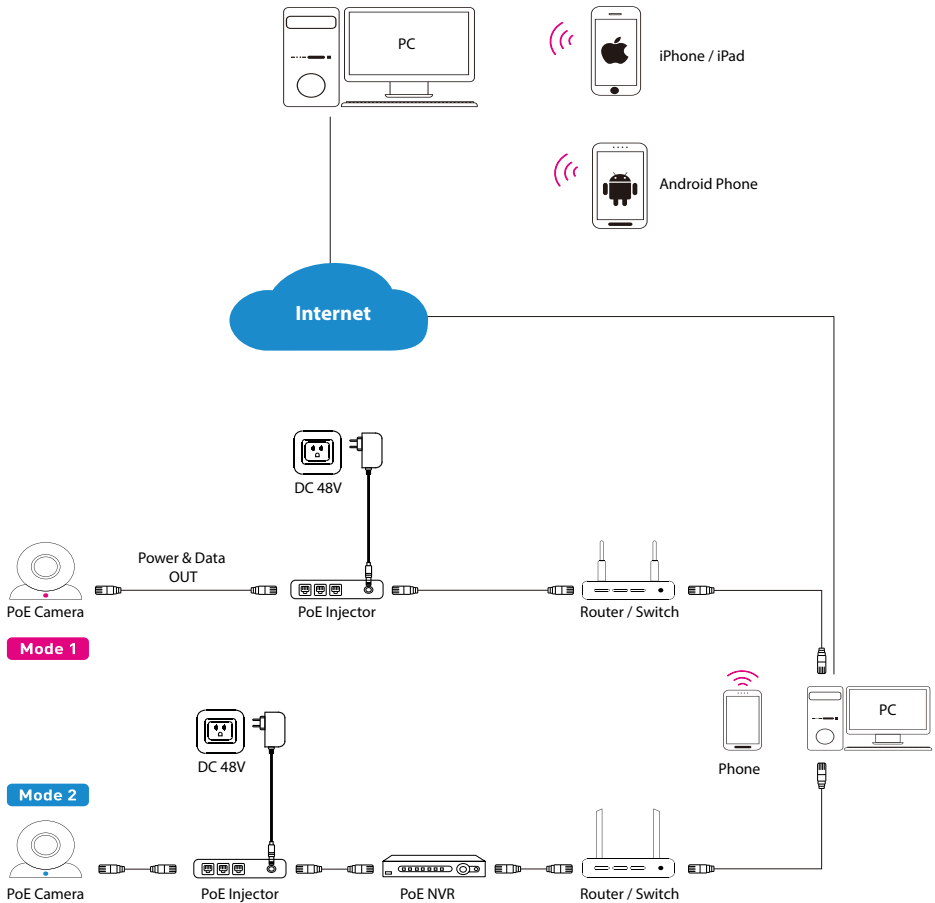 PC
iPhone / iPad
Android Phone
Internet
DC 48V
Power & Data
OUT
PoE Camera
PoE Injector
Router / Switch
Mode 1
PC
DC 48V
Phone
Mode 2
PoE Camera
PoE Injector
PoE NVR
Router / Switch